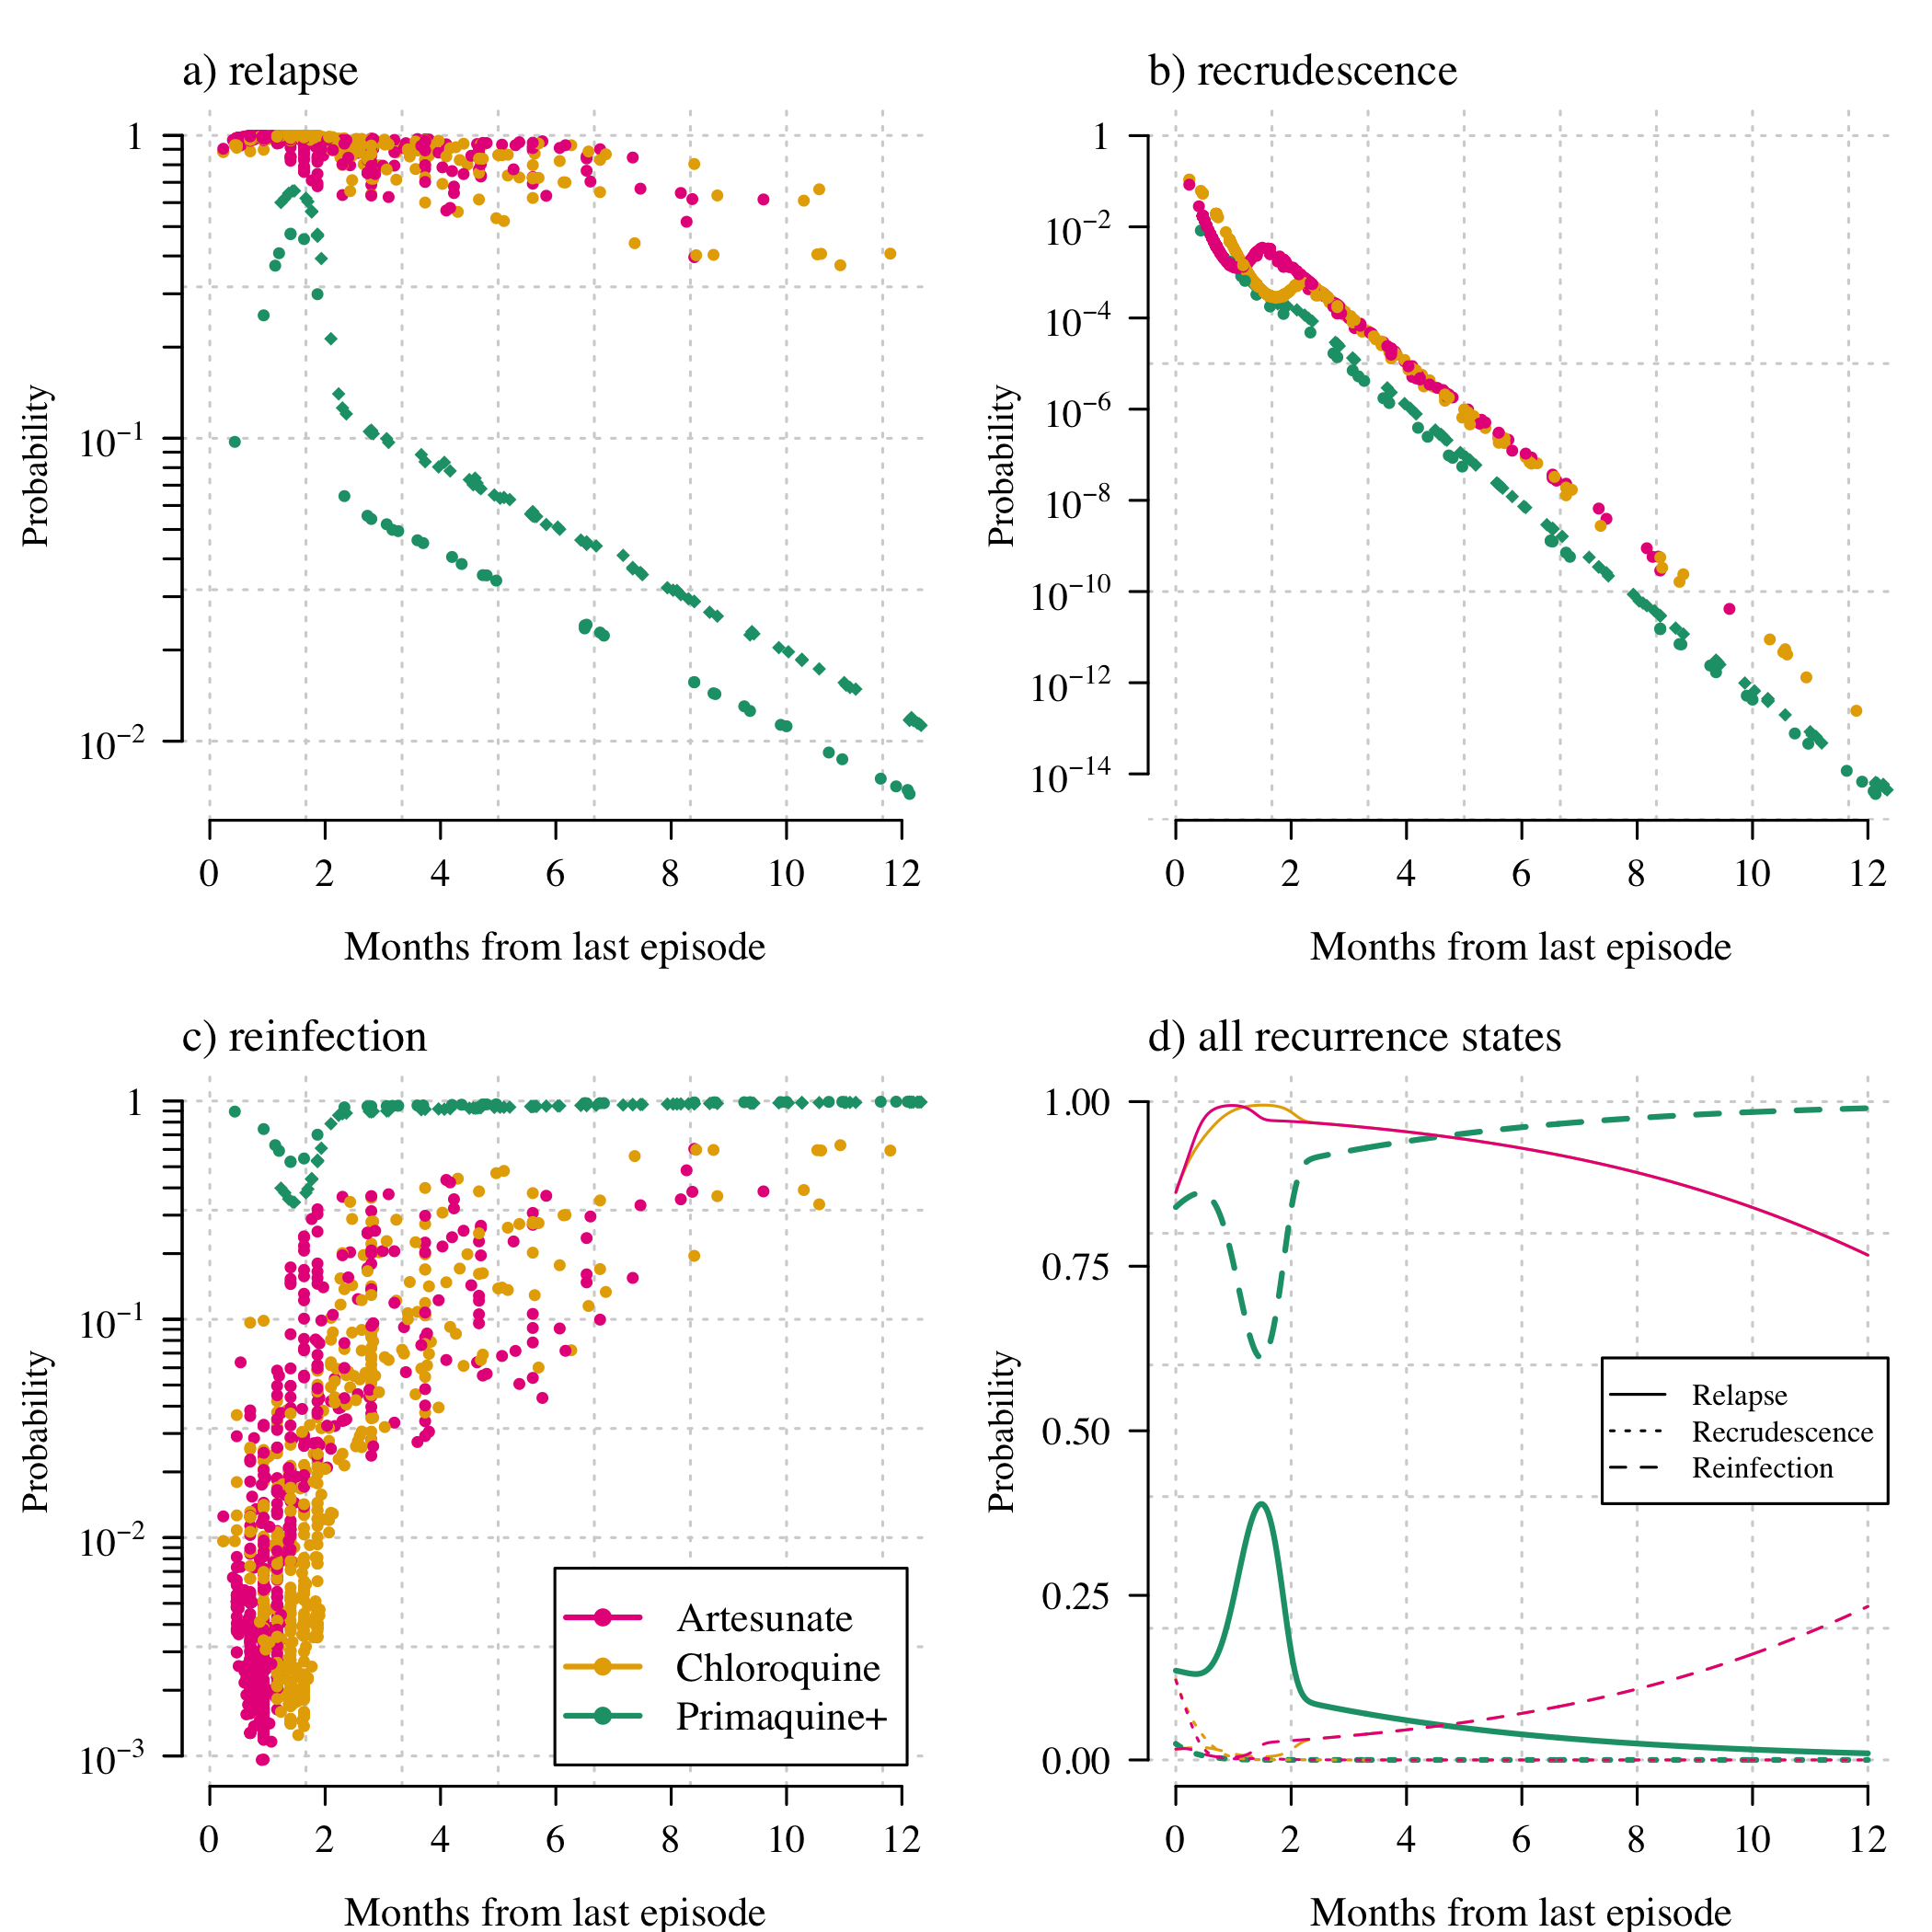 a) relapse
Probability
1
10−1
10−2
0 2 4 6 8 10 12
Months from last episode
b) recrudescence
Probability
1
10−2
10−4
10−6
10−8
10−10
10−12
10−14
0 2 4 6 8 10 12
Months from last episode
c) reinfection
Probability
1
10−1
10−2
10−3
Artesunate
Chloroquine
Primaquine+
0 2 4 6 8 10 12
Months from last episode
d) all recurrence states
Probability
1.00
0.75
0.50
0.25
0.00
Relapse
Recrudescence
Reinfection
0 2 4 6 8 10 12
Months from last episode